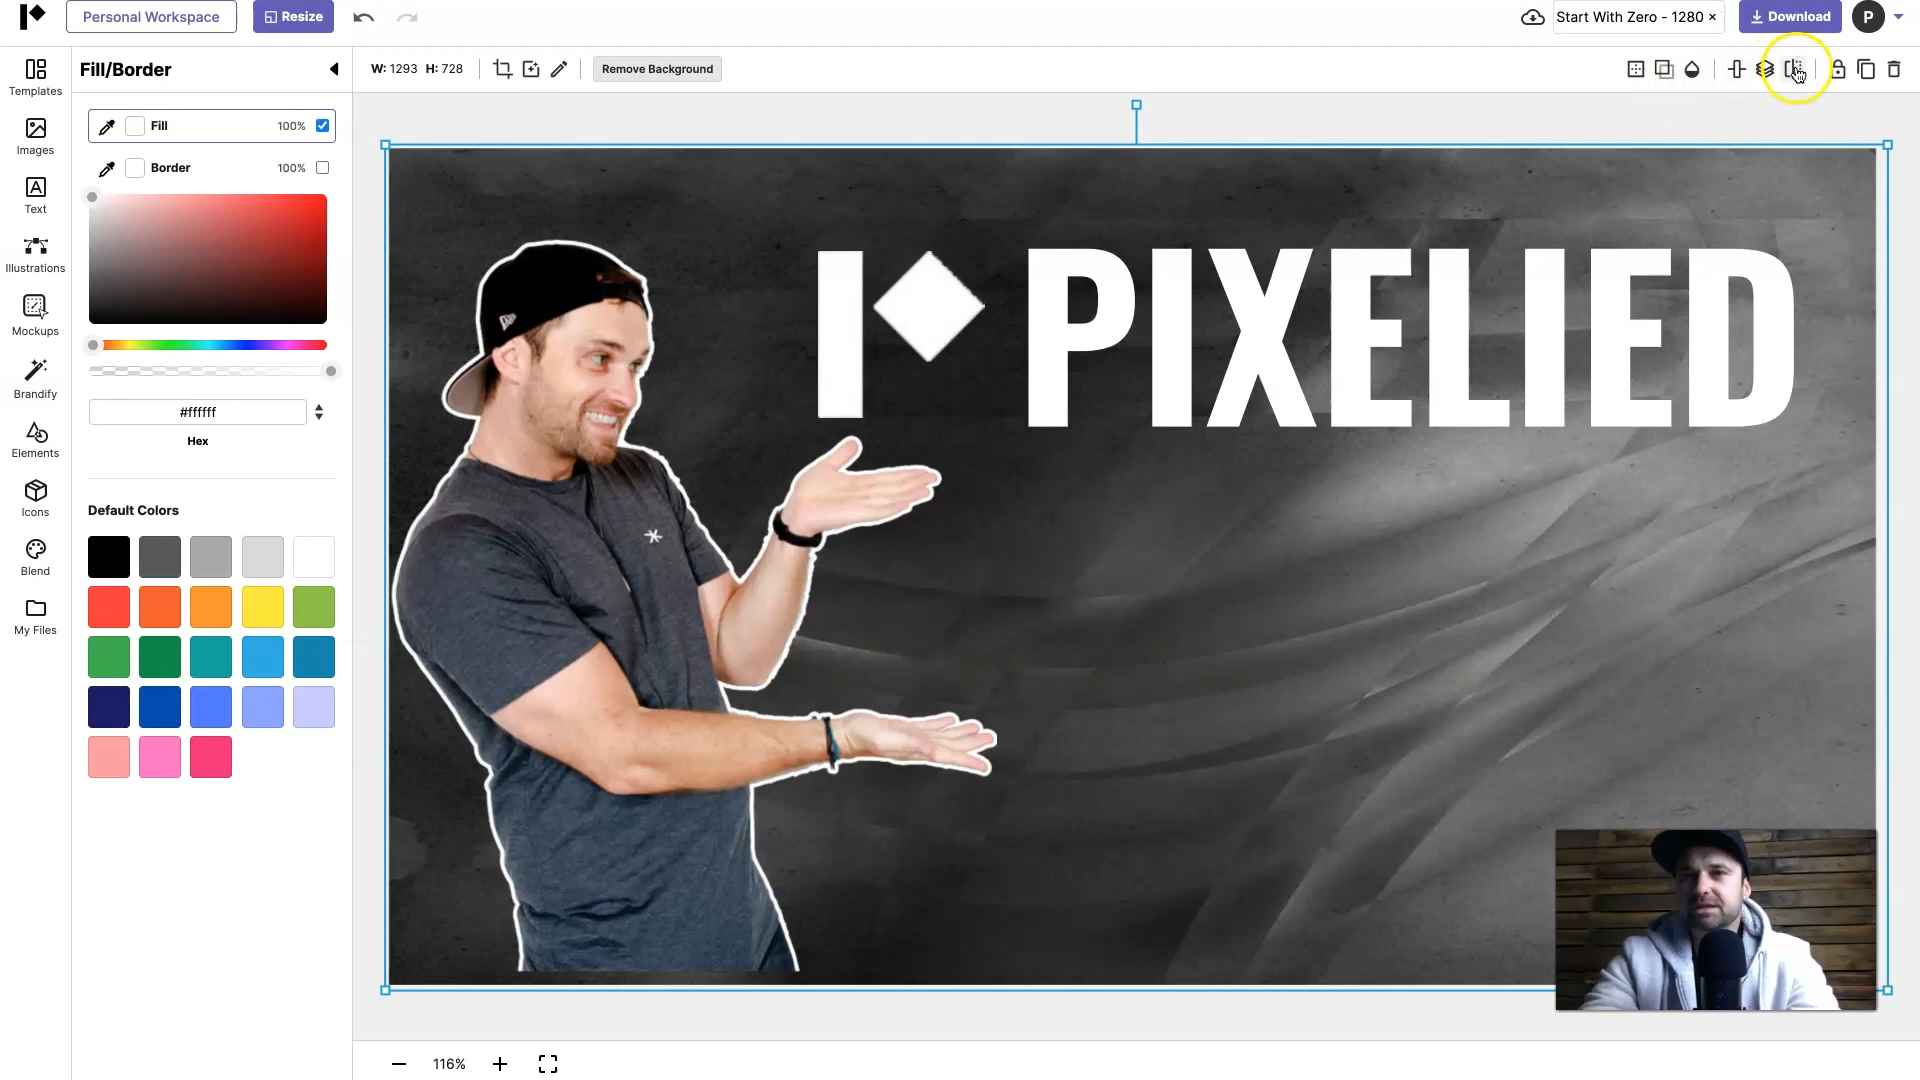 Personal Workspace
Resize
Start With Zero - 1280 ×
Download
P
Fill/Border
W: 1293 H: 728
Remove Background
Templates
Images
Text
Illustrations
Mockups
Brandify
Elements
Icons
Blend
My Files
Fill 100%
Border 100%
#ffffff
Hex
Default Colors
PIXELIED
116%